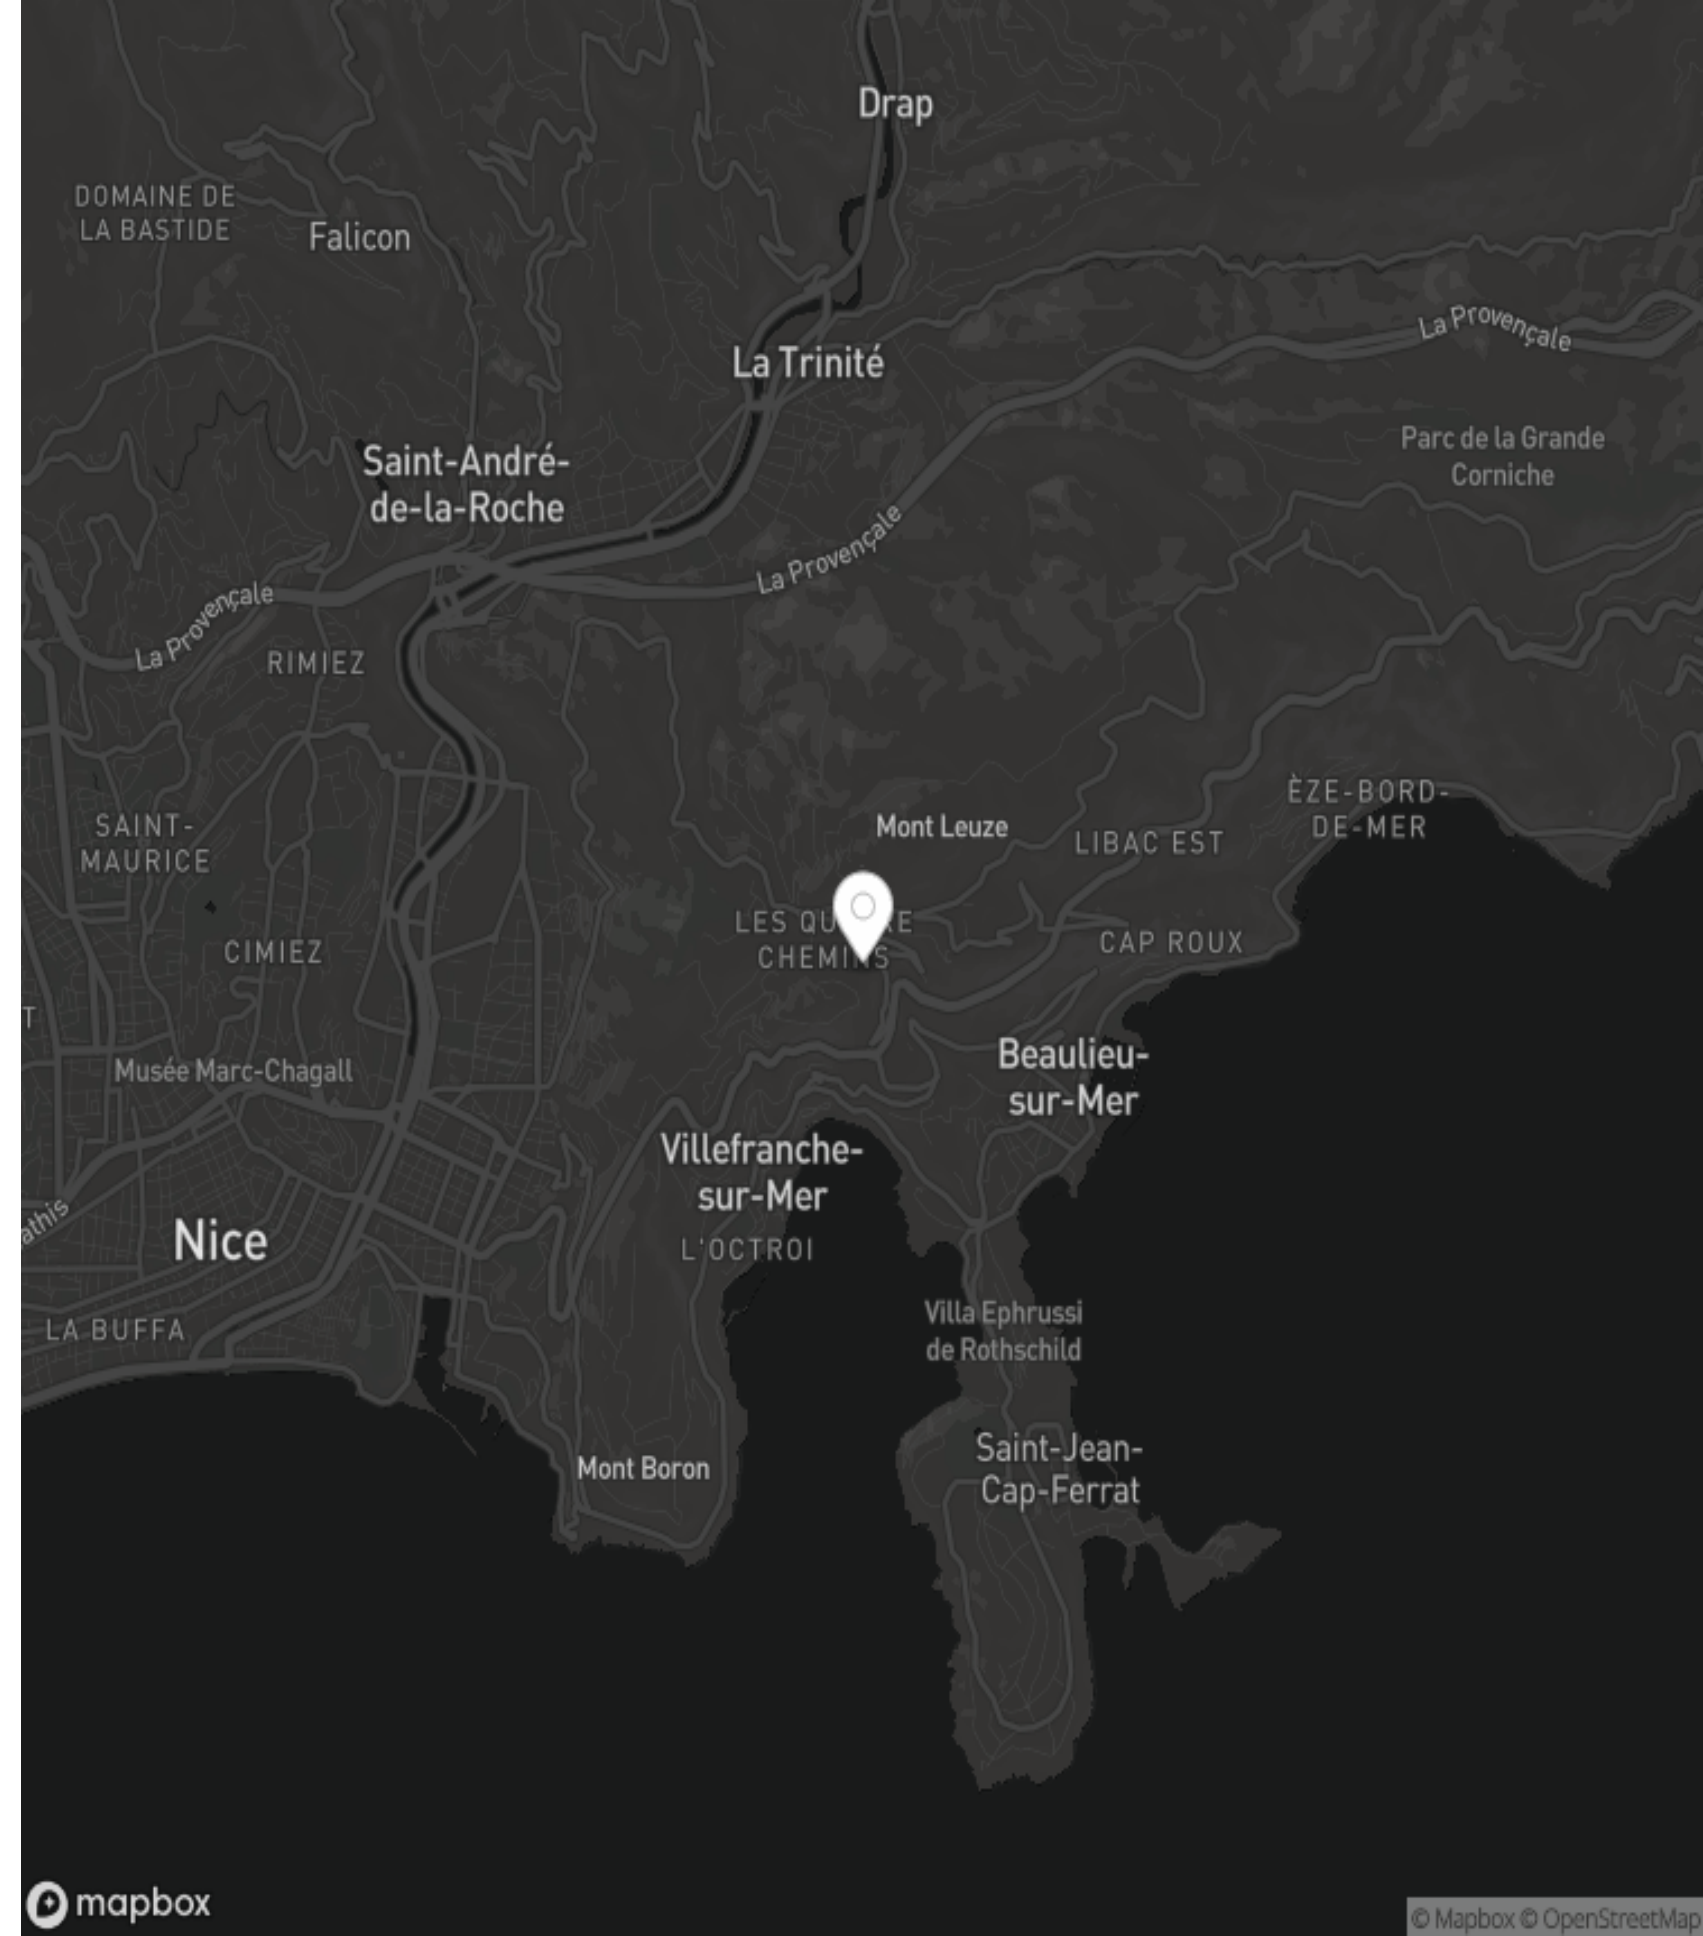 Drap
DOMAINE DE
LA BASTIDE
Falicon
La Provençale
La Trinité
Parc de la Grande
Corniche
Saint-André-
de-la-Roche
La Provençale
La Provençale
RIMIEZ
ÈZE-BORD-
DE-MER
SAINT-
MAURICE
Mont Leuze
LIBAC EST
LES QU RE
CHEMINS
CIMIEZ
CAP ROUX
T
Musée Marc-Chagall
Beaulieu-
sur-Mer
Villefranche-
sur-Mer
athis
Nice
L'OCTROI
Villa Ephrussi
de Rothschild
LA BUFFA
Saint-Jean-
Cap-Ferrat
Mont Boron
mapbox
© Mapbox © OpenStreetMap